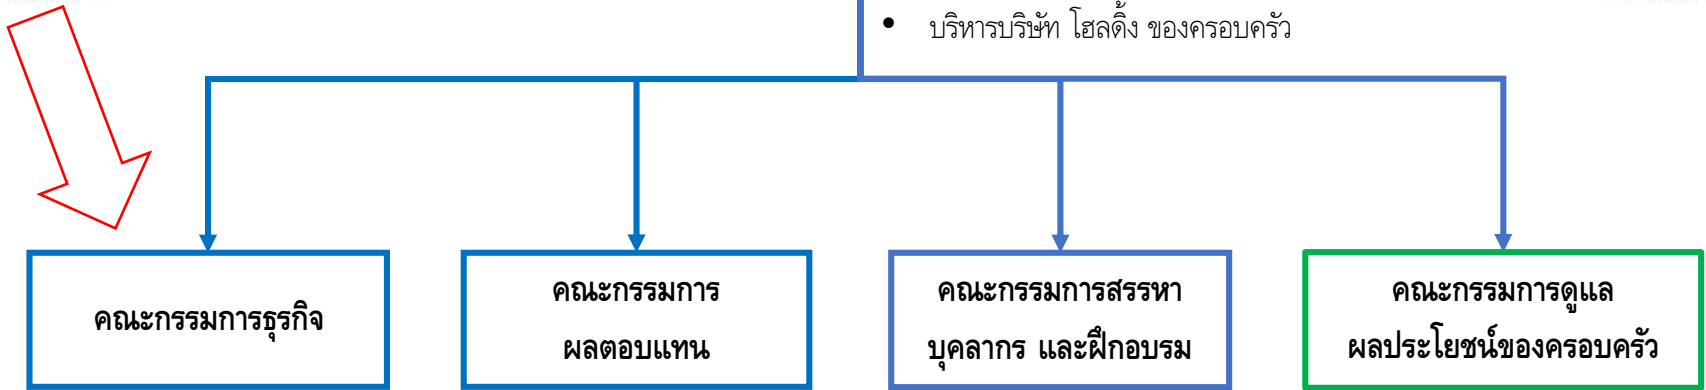 • บริหารบริษัท โฮลดิ้ง ของครอบครัว
คณะกรรมการธุรกิจ
คณะกรรมการ
ผลตอบแทน
คณะกรรมการสรรหา
บุคลากร และฝึกอบรม
คณะกรรมการดูแล
ผลประโยชน์ของครอบครัว